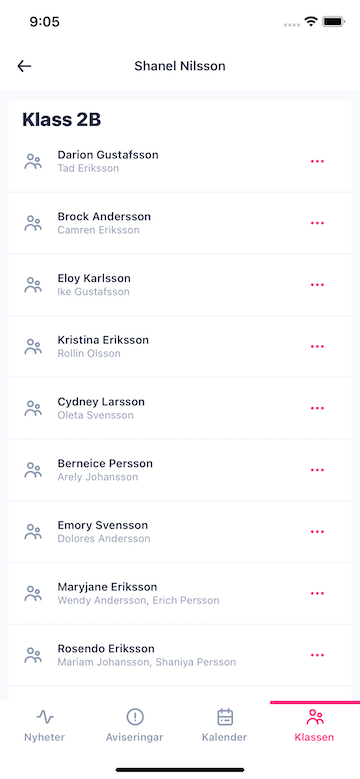 9:05
Shanel Nilsson
Klass 2B
Darion Gustafsson
Tad Eriksson
Brock Andersson
Camren Eriksson
Eloy Karlsson
Ike Gustafsson
Kristina Eriksson
Rollin Olsson
Cydney Larsson
Oleta Svensson
Berneice Persson
Arely Johansson
Emory Svensson
Dolores Andersson
Maryjane Eriksson
Wendy Andersson, Erich Persson
Rosendo Eriksson
Mariam Johansson, Shaniya Persson
Nyheter
Aviseringar
Kalender
Klassen